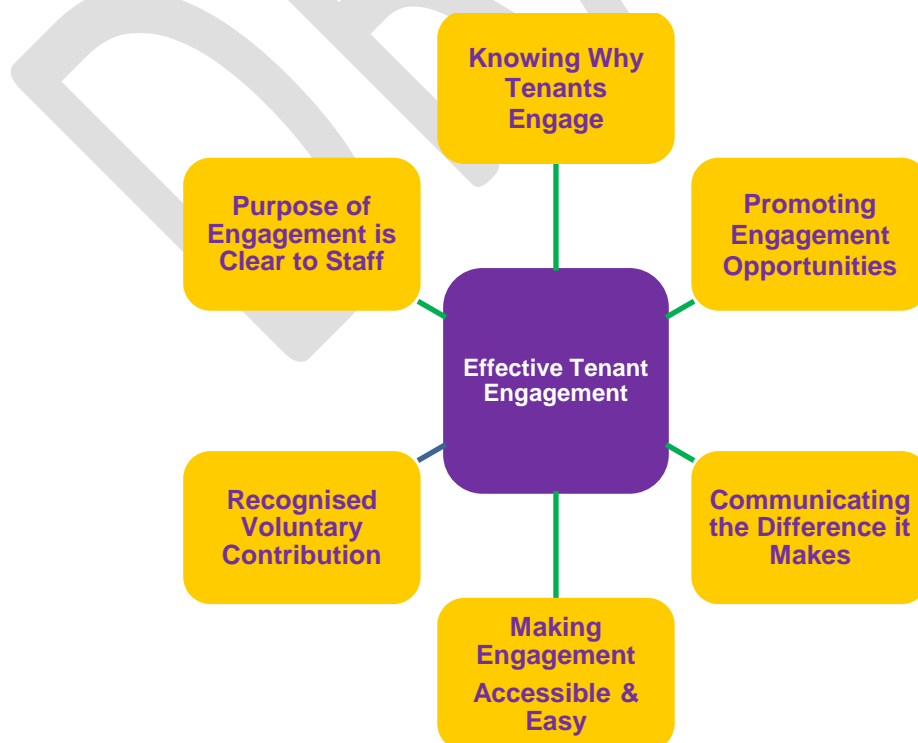 Knowing Why
Tenants
Engage
Purpose of
Engagement is
Clear to Staff
Promoting
Engagement
Opportunities
Effective Tenant
Engagement
Recognised
Voluntary
Contribution
Communicating
the Difference it
Makes
Making
Engagement
Accessible &
Easy